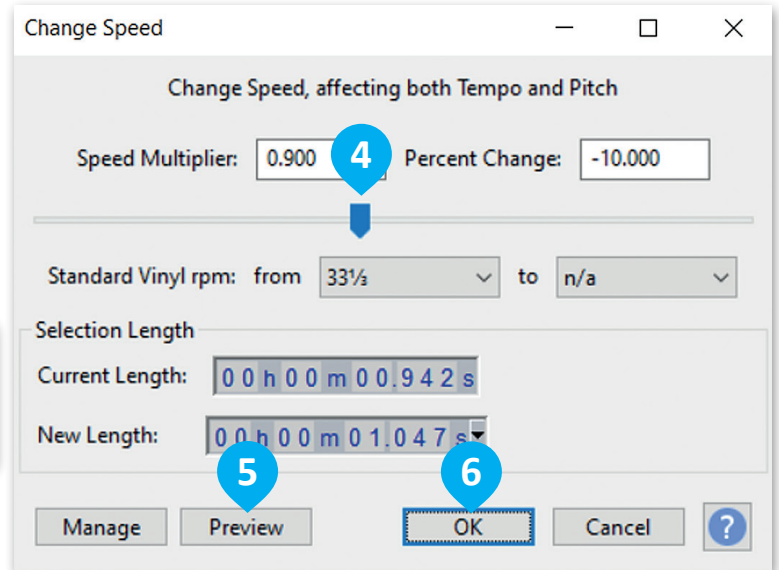 Change Speed
Change Speed, affecting both Tempo and Pitch
Speed Multiplier: 0.900 4 Percent Change: -10.000
Standard Vinyl rpm: from 33⅓ to n/a
Selection Length
Current Length: 00h00m00.942s
New Length: 00h00m01.047s
5 6
Manage Preview OK Cancel ?